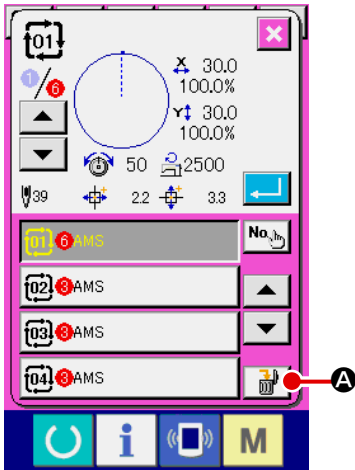 01
1/6
X 30.0
100.0%
Y 30.0
100.0%
50 2500
39 2.2 3.3
01 6 AMS
No.
02 3 AMS
03 3 AMS
04 3 AMS
A
i M